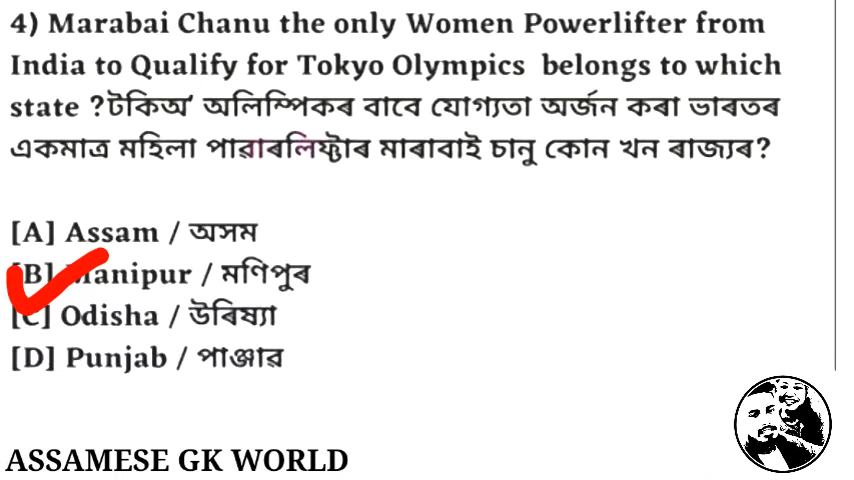 4) Marabai Chanu the only Women Powerlifter from
India to Qualify for Tokyo Olympics belongs to which
state ?টকিঅ' অলিম্পিকৰ বাবে যোগ্যতা অৰ্জন কৰা ভাৰতৰ
একমাত্ৰ মহিলা পাৱাৰলিফ্টাৰ মাৰাবাই চানু কোন খন ৰাজ্যৰ?
[A] Assam / অসম
[B] Manipur / মণিপুৰ
[C] Odisha / উৰিষ্যা
[D] Punjab / পাঞ্জাৱ
ASSAMESE GK WORLD